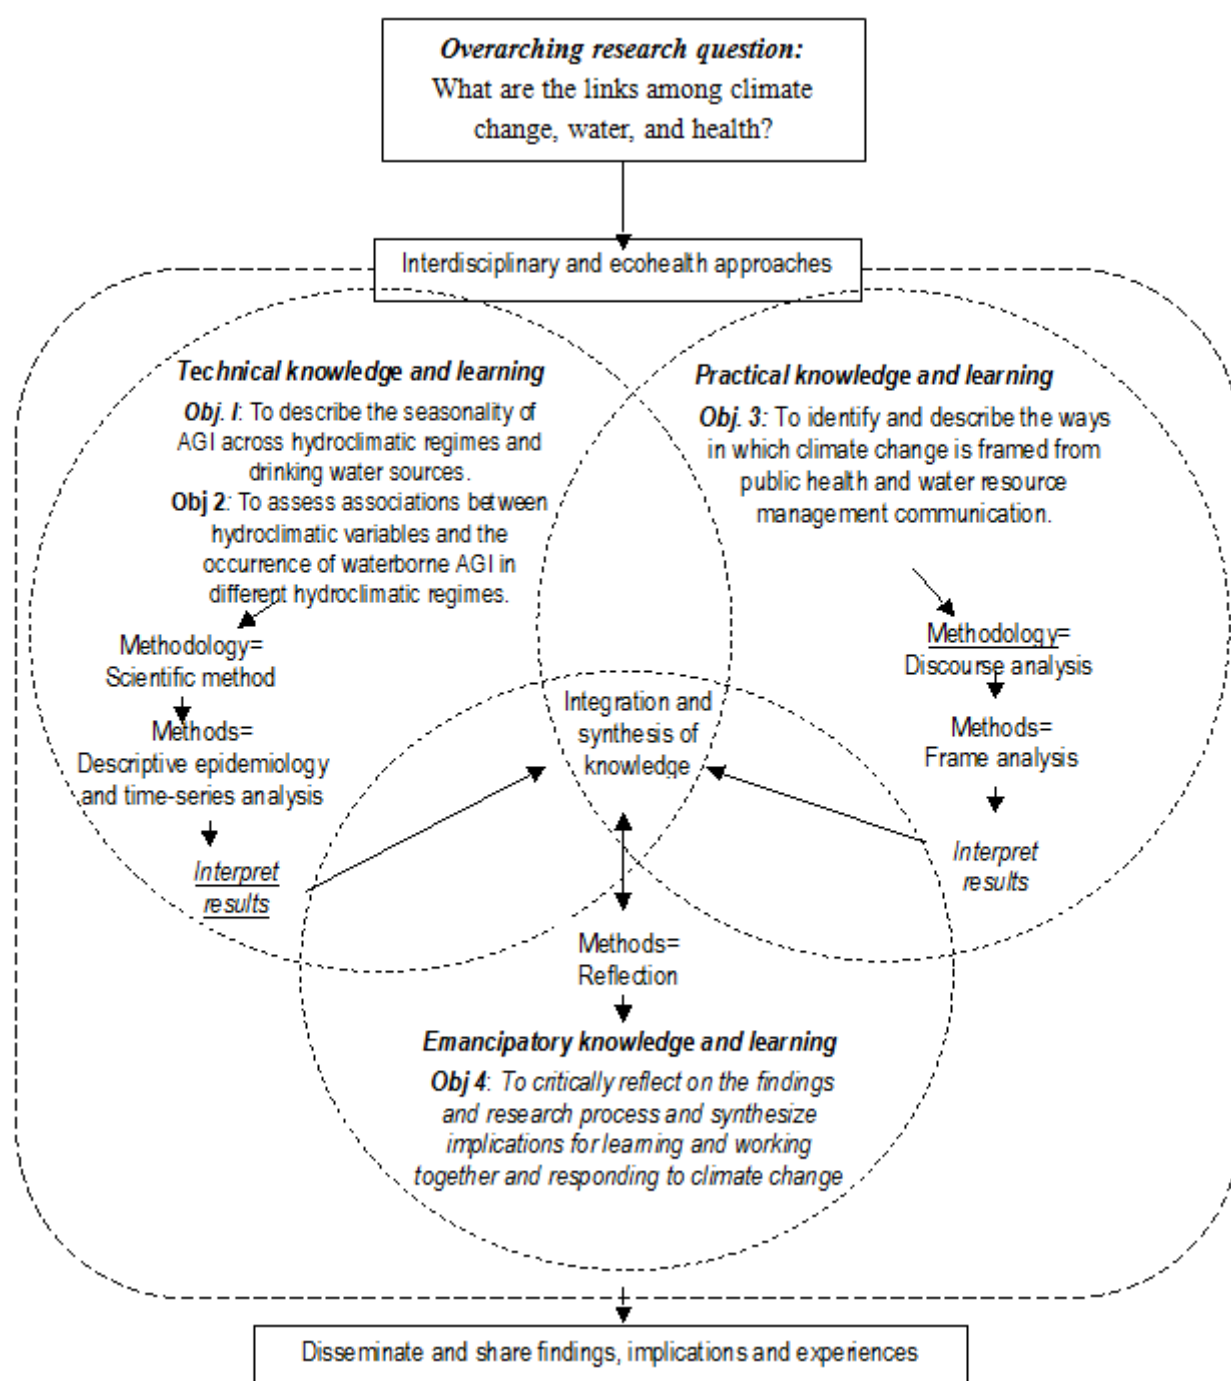 Overarching research question:
What are the links among climate
change, water, and health?
Interdisciplinary and ecohealth approaches
Technical knowledge and learning
Obj. I: To describe the seasonality of
AGI across hydroclimatic regimes and
drinking water sources.
Obj 2: To assess associations between
hydroclimatic variables and the
occurrence of waterborne AGI in
different hydroclimatic regimes.
Methodology=
Scientific method
Methods=
Descriptive epidemiology
and time-series analysis
Interpret
results
Practical knowledge and learning
Obj. 3: To identify and describe the ways
in which climate change is framed from
public health and water resource
management communication.
Methodology=
Discourse analysis
Methods=
Frame analysis
Interpret
results
Integration and
synthesis of
knowledge
Methods=
Reflection
Emancipatory knowledge and learning
Obj 4: To critically reflect on the findings
and research process and synthesize
implications for learning and working
together and responding to climate change
Disseminate and share findings, implications and experiences